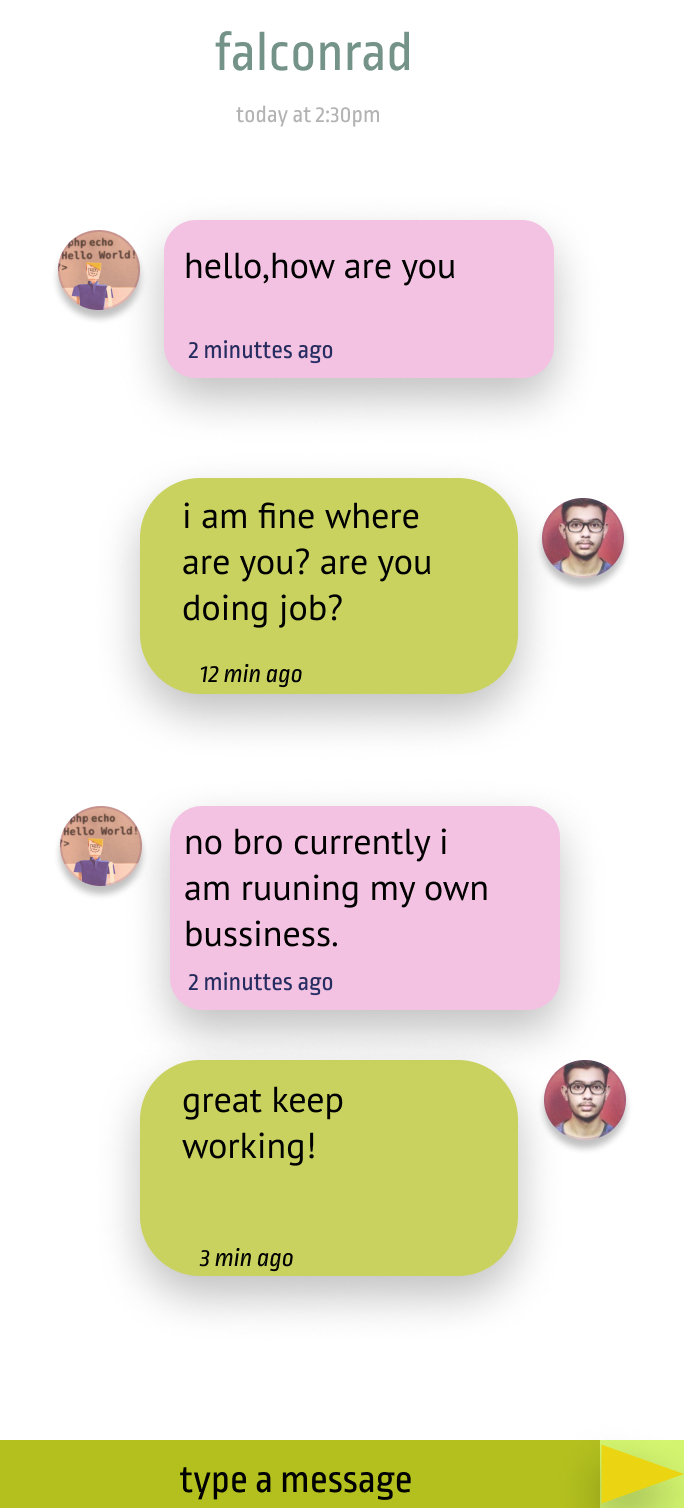 falconrad
today at 2:30pm
php echo
Hello World!
/>
hello,how are you
2 minuttes ago
i am fine where
are you? are you
doing job?
12 min ago
php echo
Hello World!
/>
no bro currently i
am ruuning my own
bussiness.
2 minuttes ago
great keep
working!
3 min ago
type a message